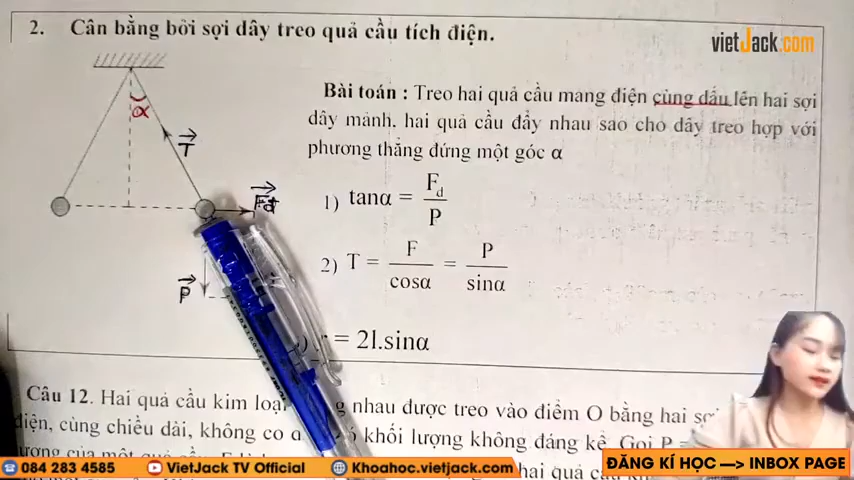 2. Cân bằng bởi sợi dây treo quả cầu tích điện.
vietJack.com
α
T
Fđ
P
Bài toán : Treo hai quả cầu mang điện cùng dấu lên hai sợi
dây mảnh, hai quả cầu đẩy nhau sao cho dây treo hợp với
phương thẳng đứng một góc α
1) tanα = Fđ/P
2) T = F/cosα = P/sinα
= 2l.sinα
Câu 12. Hai quả cầu kim loại nhau được treo vào điểm O bằng hai
điện, cùng chiều dài, không co khối lượng không đáng kể. Gọi P =
hai quả
084 283 4585 VietJack TV Official Khoahoc.vietjack.com
ĐĂNG KÍ HỌC —> INBOX PAGE